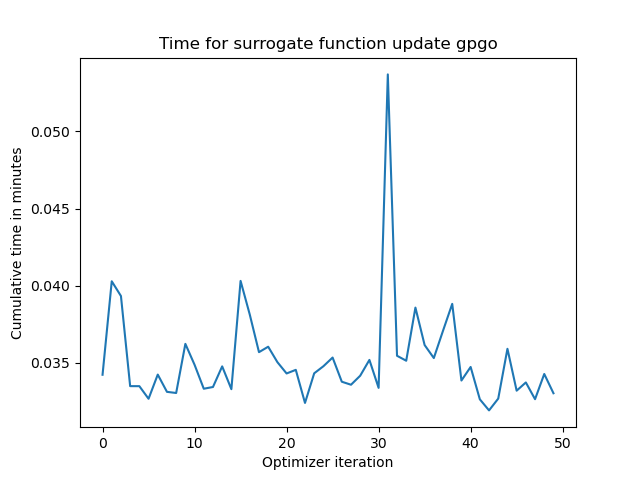 Time for surrogate function update gpgo
Cumulative time in minutes
0.050
0.045
0.040
0.035
0 10 20 30 40 50
Optimizer iteration